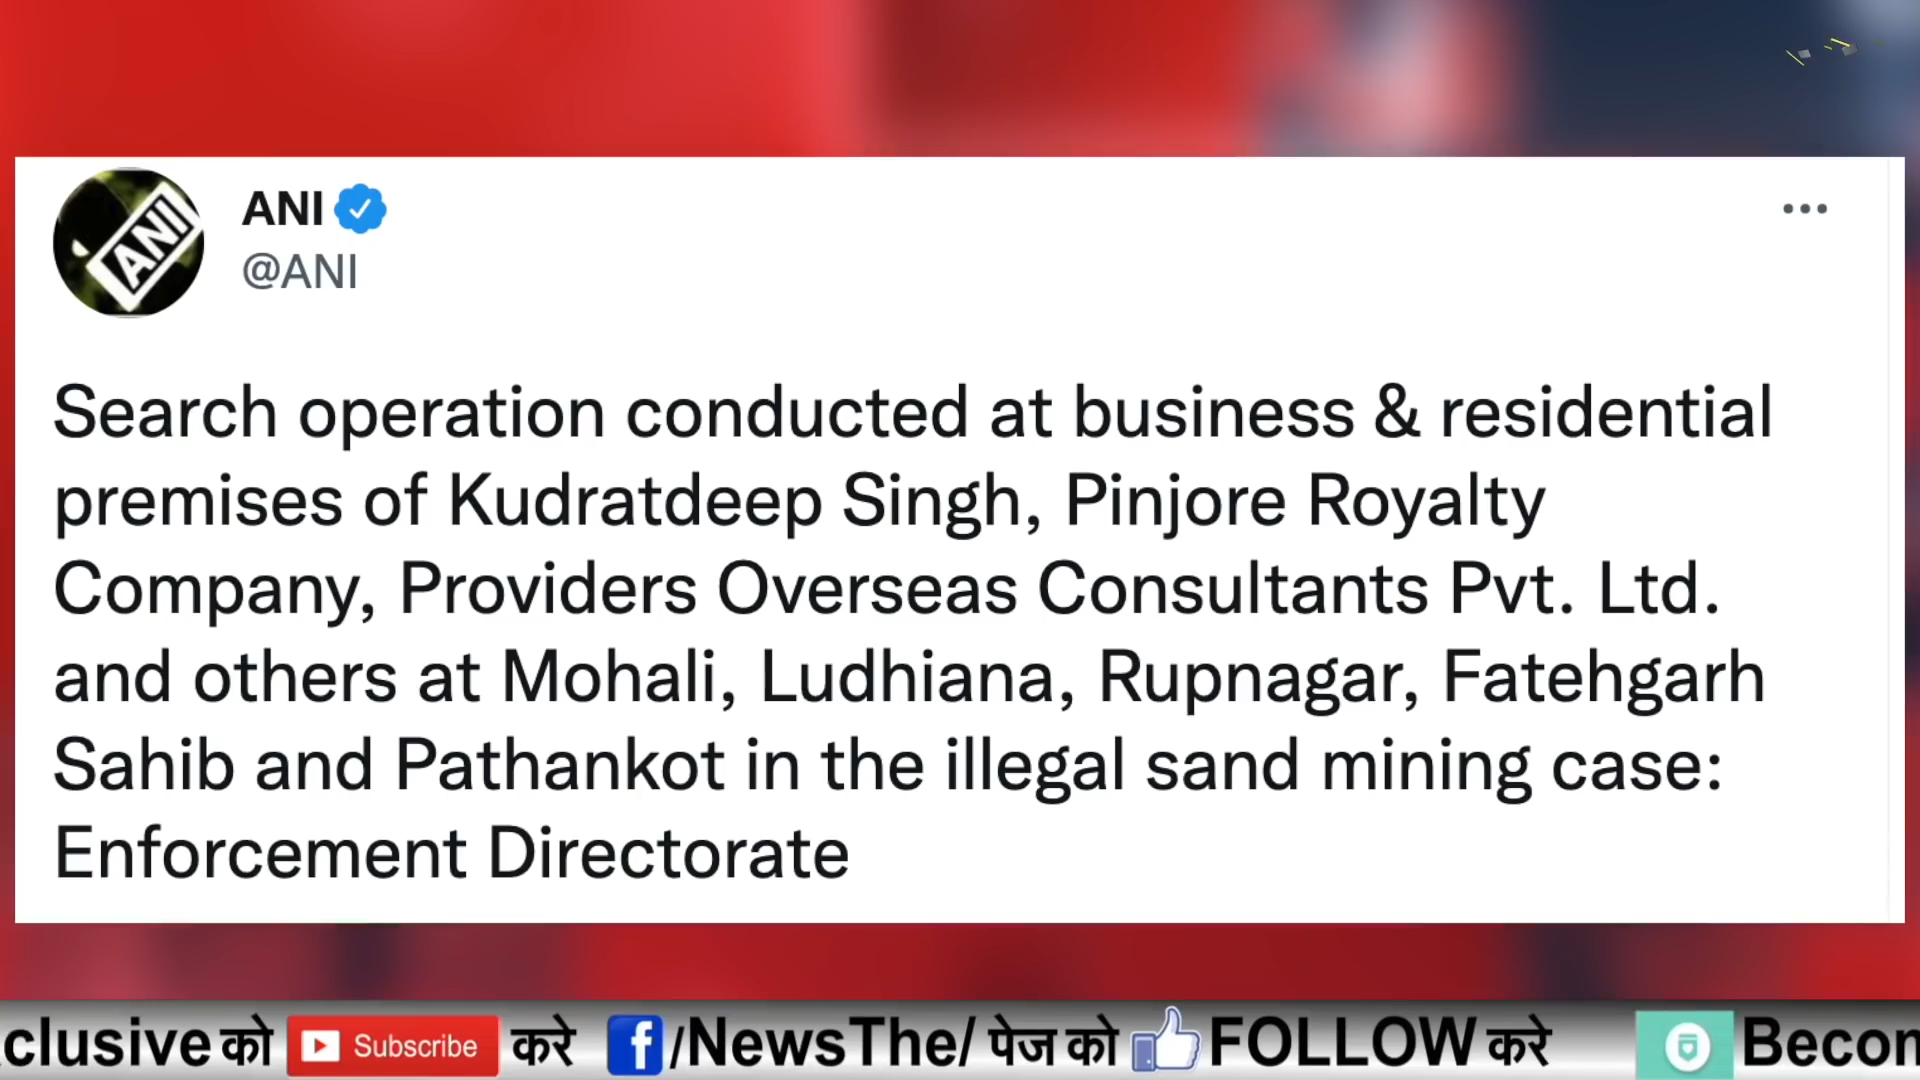 ANI
ANI
@ANI
Search operation conducted at business & residential
premises of Kudratdeep Singh, Pinjore Royalty
Company, Providers Overseas Consultants Pvt. Ltd.
and others at Mohali, Ludhiana, Rupnagar, Fatehgarh
Sahib and Pathankot in the illegal sand mining case:
Enforcement Directorate
clusive को Subscribe करे f/NewsThe/ पेज को FOLLOW करे Becon